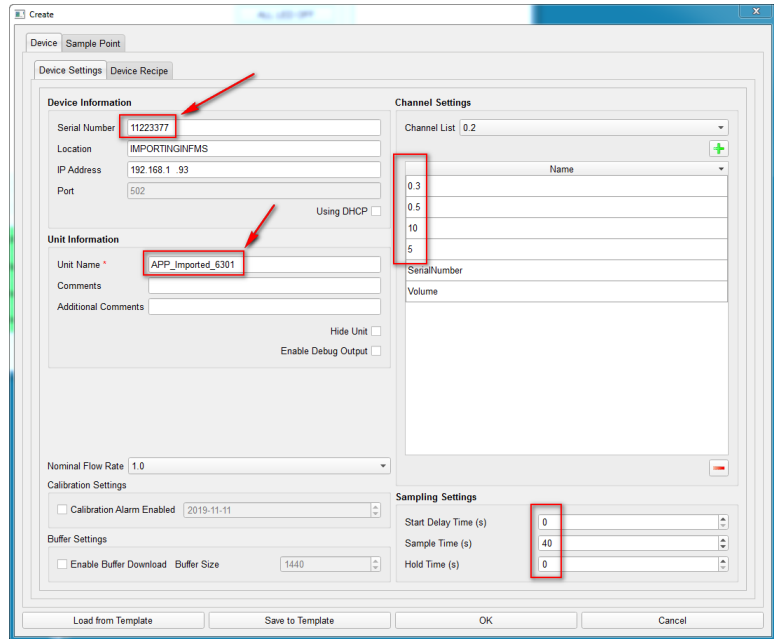 Create
Device Sample Point
Device Settings Device Recipe
Device Information
Serial Number 11223377
Location IMPORTINGINFMS
IP Address 192.168.1 .93
Port 502
Using DHCP
Unit Information
Unit Name * APP_Imported_6301
Comments
Additional Comments
Hide Unit
Enable Debug Output
Nominal Flow Rate 1.0
Calibration Settings
Calibration Alarm Enabled 2019-11-11
Buffer Settings
Enable Buffer Download Buffer Size 1440
Channel Settings
Channel List 0.2
Name
0.3
0.5
10
5
SerialNumber
Volume
Sampling Settings
Start Delay Time (s) 0
Sample Time (s) 40
Hold Time (s) 0
Load from Template Save to Template OK Cancel